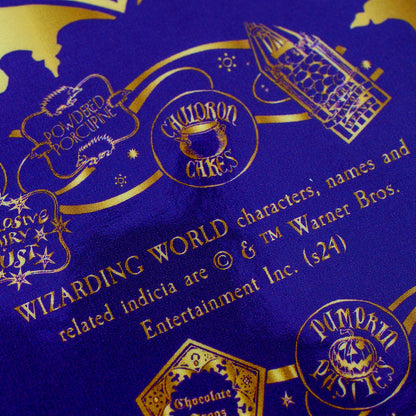 POWDERED
PORCUPINE
CAULDRON
CAKES
WIZARDING WORLD characters, names and
related indicia are © & ™ Warner Bros.
Entertainment Inc. (s24)
PUMPKIN
PASTIES
Chocolate
Frogs